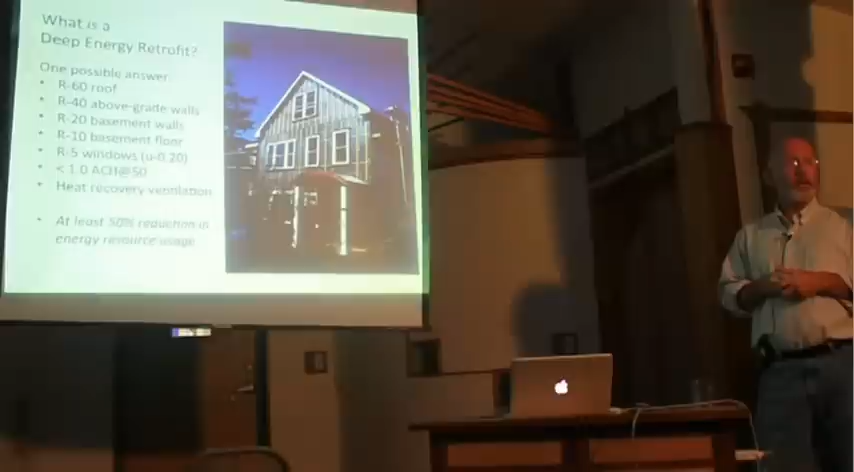 What is a
Deep Energy Retrofit?
One possible answer:
• R-60 roof
• R-40 above-grade walls
• R-20 basement walls
• R-10 basement floor
• R-5 windows (u-0.20)
• < 1.0 ACH@50
• Heat recovery ventilation
• At least 50% reduction in
energy resource usage